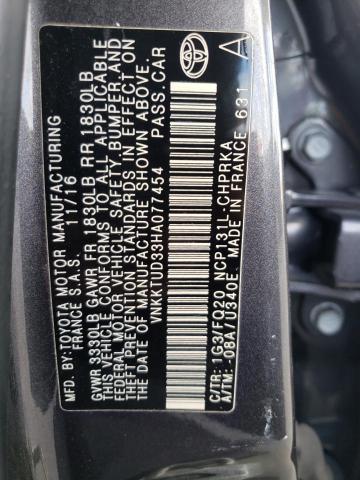 MFD. BY: TOYOTA MOTOR MANUFACTURING
FRANCE S.A.S. 11/16
GVWR 3330LB GAWR FR 1830LB RR 1830LB
THIS VEHICLE CONFORMS TO ALL APPLICABLE
FEDERAL MOTOR VEHICLE SAFETY, BUMPER, AND
THEFT PREVENTION STANDARDS IN EFFECT ON THE
DATE OF MANUFACTURE SHOWN ABOVE.
VNKKTUD33HA077454 PASS.CAR
C/TR: 1G3/FQ20 NCP131L-CHPRKA
A/TM: -08A/U340E MADE IN FRANCE 631
A